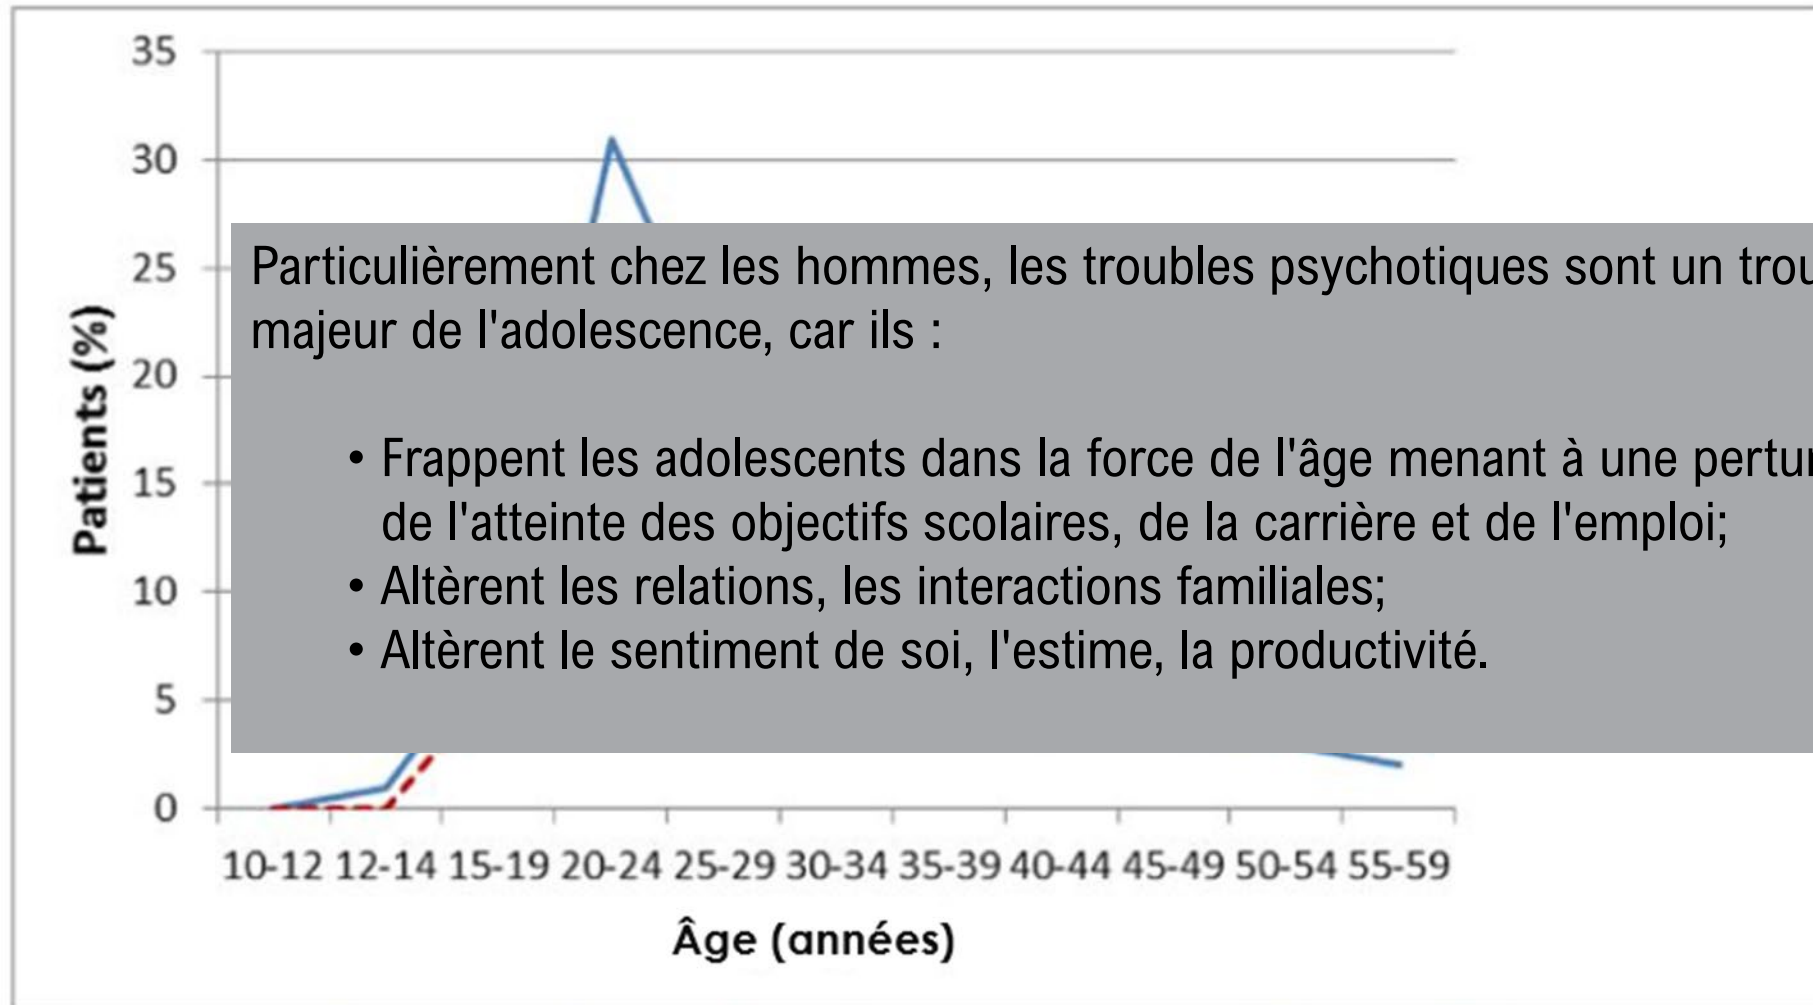 35
30
25
20
15
10
5
0
Patients (%)
Particulièrement chez les hommes, les troubles psychotiques sont un
majeur de l'adolescence, car ils :
• Frappent les adolescents dans la force de l'âge menant à une
de l'atteinte des objectifs scolaires, de la carrière et de l'emploi;
• Altèrent les relations, les interactions familiales;
• Altèrent le sentiment de soi, l'estime, la productivité.
10-12 12-14 15-19 20-24 25-29 30-34 35-39 40-44 45-49 50-54 55-59
Âge (années)